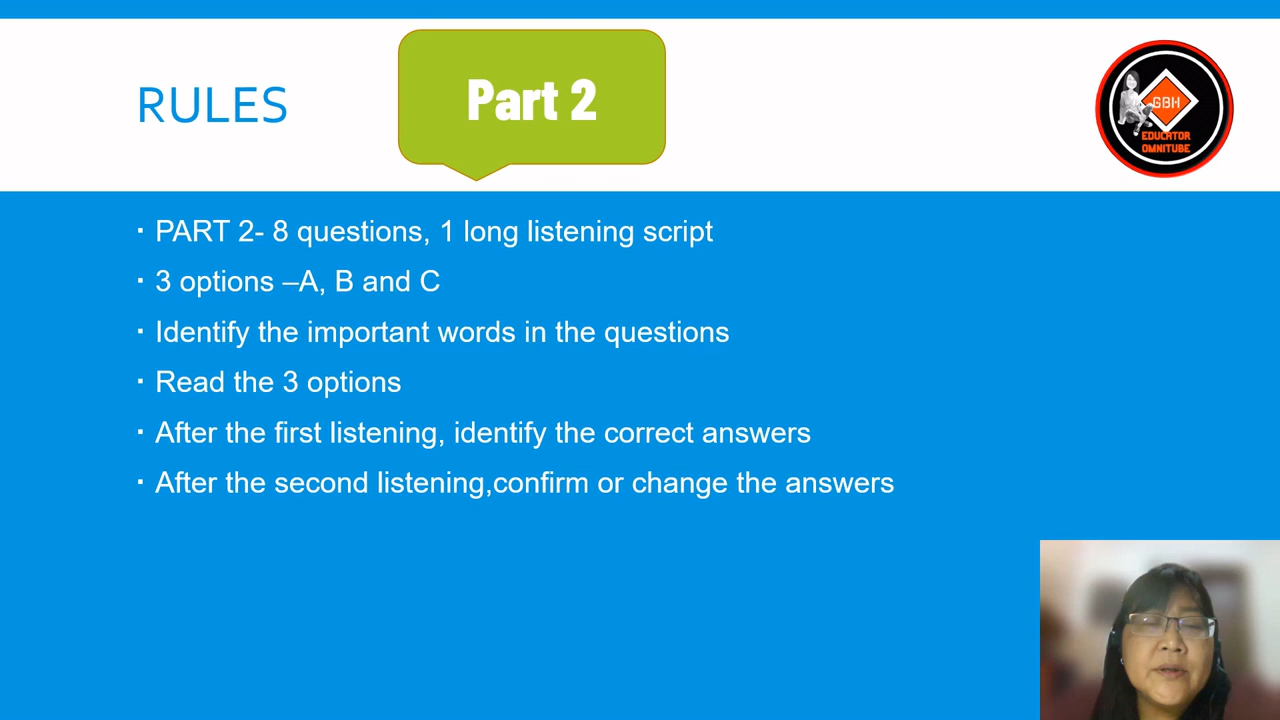 RULES
Part 2
GBH
EDUCATOR
OMNITUBE
▪ PART 2- 8 questions, 1 long listening script
▪ 3 options –A, B and C
▪ Identify the important words in the questions
▪ Read the 3 options
▪ After the first listening, identify the correct answers
▪ After the second listening,confirm or change the answers